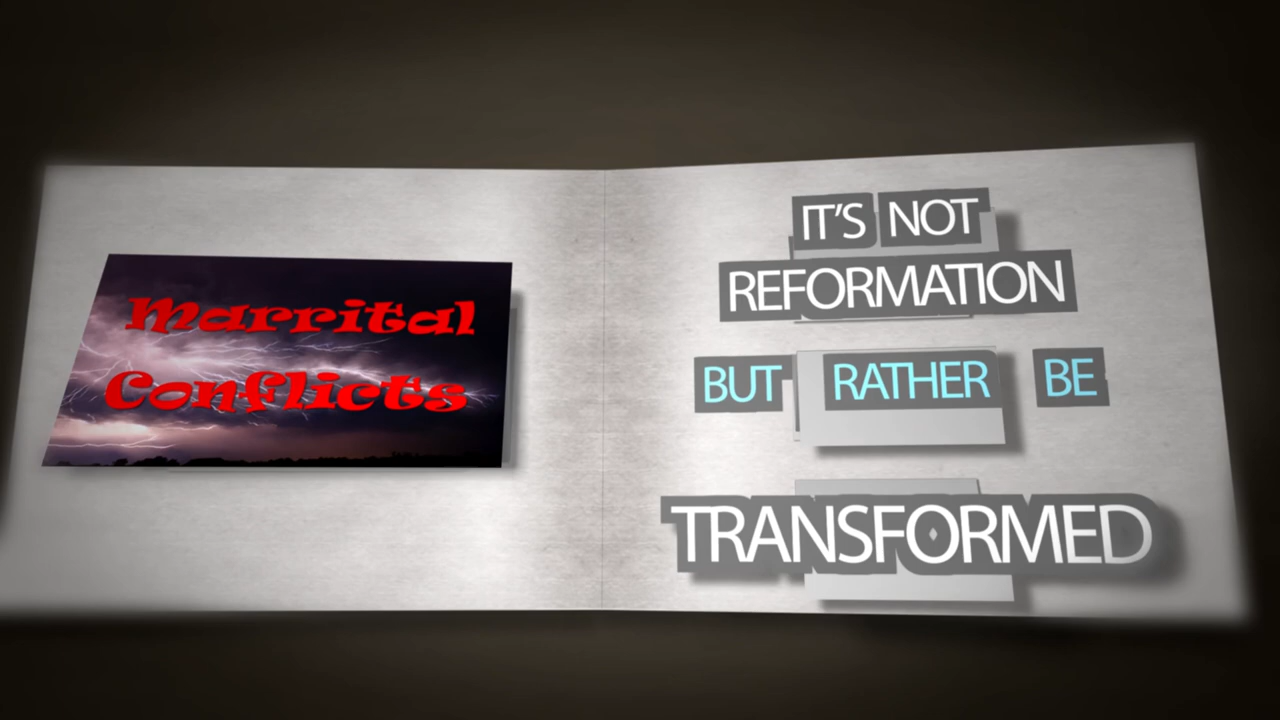 Marrital
Conflicts
IT'S NOT
REFORMATION
BUT RATHER BE
TRANSFORMED